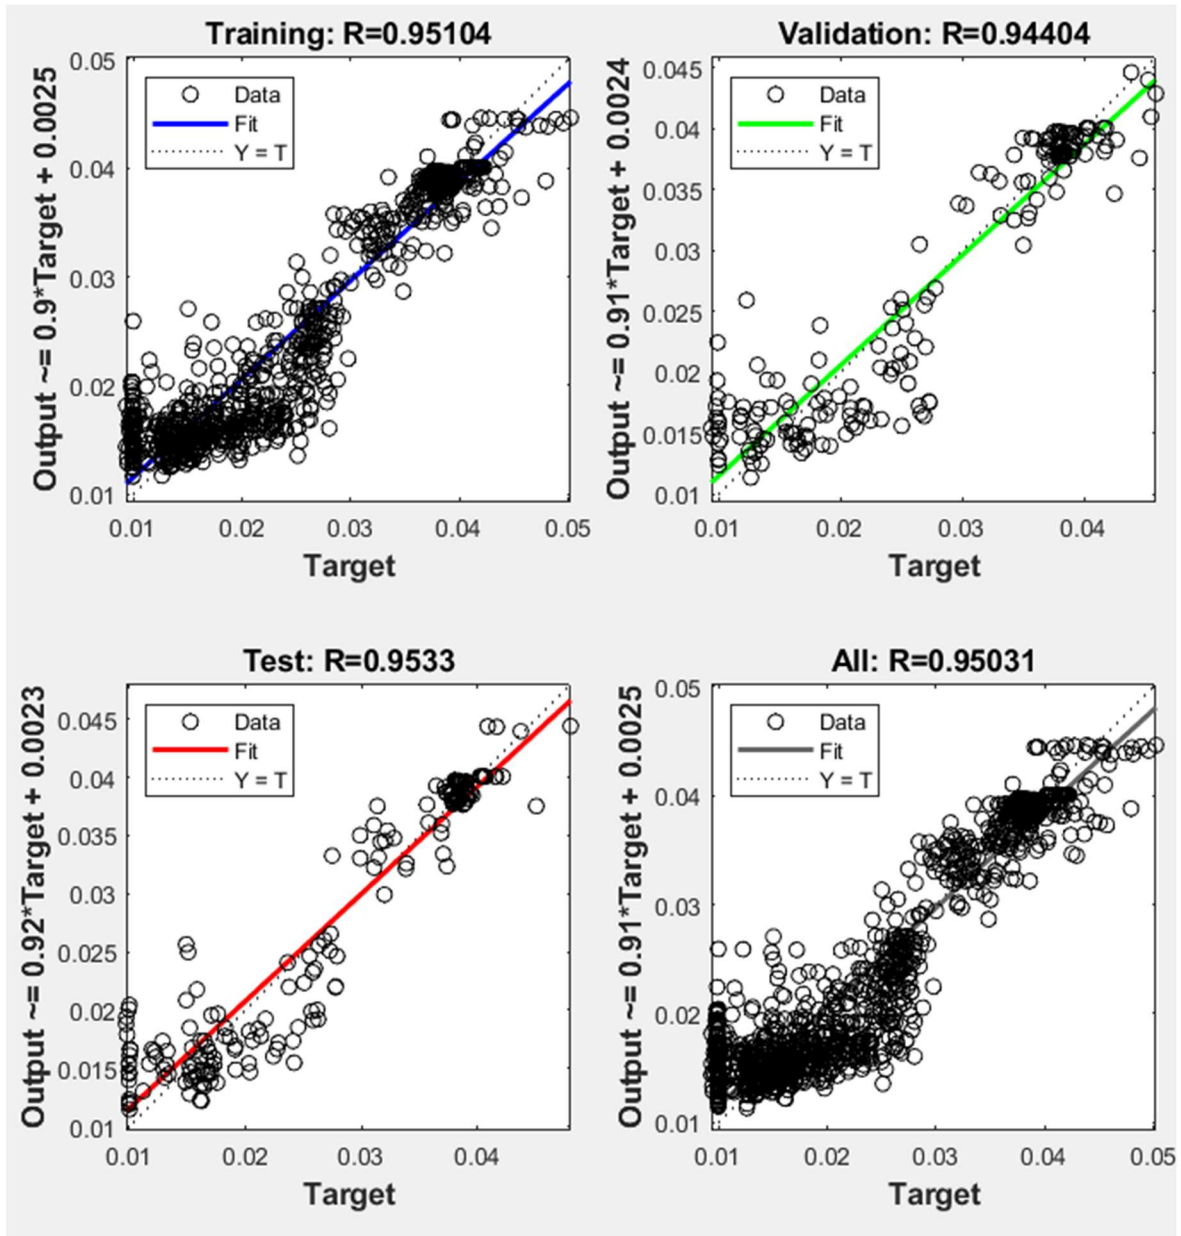 Training: R=0.95104
Output ~= 0.9*Target + 0.0025
0.05
0.04
0.03
0.02
0.01
Data
Fit
Y = T
0.01 0.02 0.03 0.04 0.05
Target
Validation: R=0.94404
Output ~= 0.91*Target + 0.0024
0.045
0.04
0.035
0.03
0.025
0.02
0.015
0.01
Data
Fit
Y = T
0.01 0.02 0.03 0.04
Target
Test: R=0.9533
Output ~= 0.92*Target + 0.0023
0.045
0.04
0.035
0.03
0.025
0.02
0.015
0.01
Data
Fit
Y = T
0.01 0.02 0.03 0.04
Target
All: R=0.95031
Output ~= 0.91*Target + 0.0025
0.05
0.04
0.03
0.02
0.01
Data
Fit
Y = T
0.01 0.02 0.03 0.04 0.05
Target